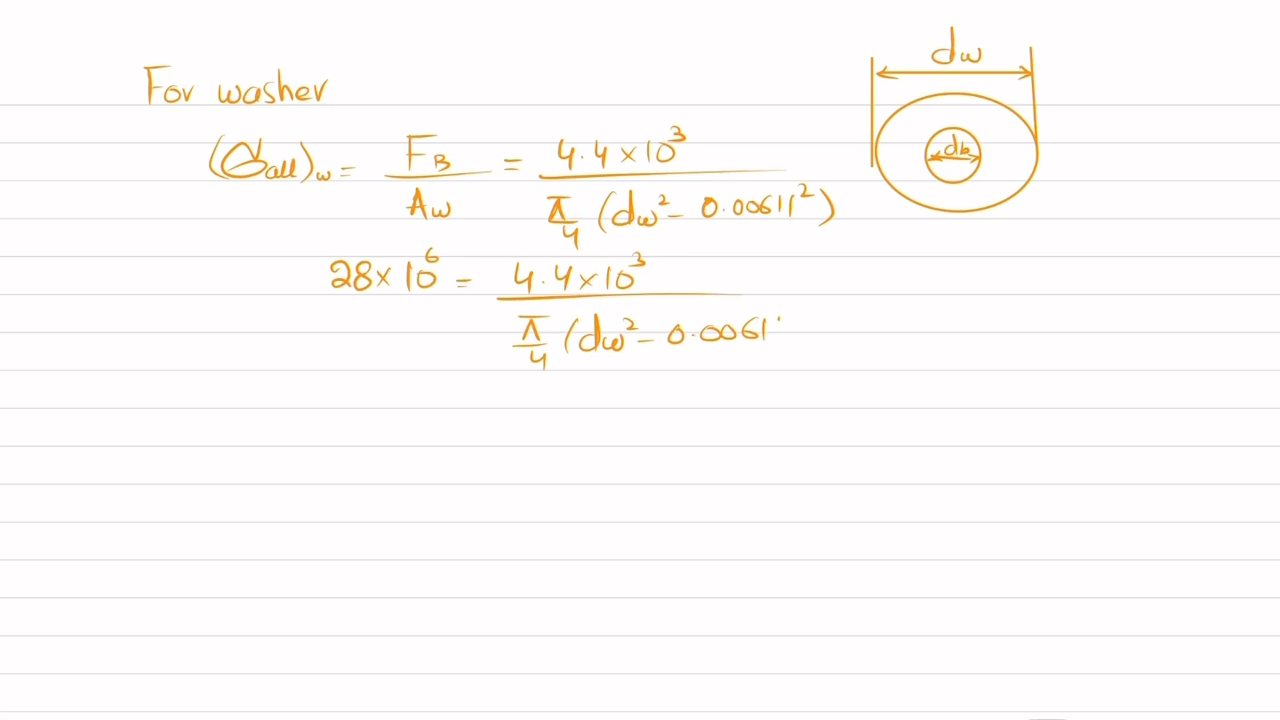 dw
For washer
(σall)w = FB / Aw = 4.4 × 10³ / π/4 (dw² - 0.00611²)
db
28 × 10⁶ = 4.4 × 10³ / π/4 (dw² - 0.0061